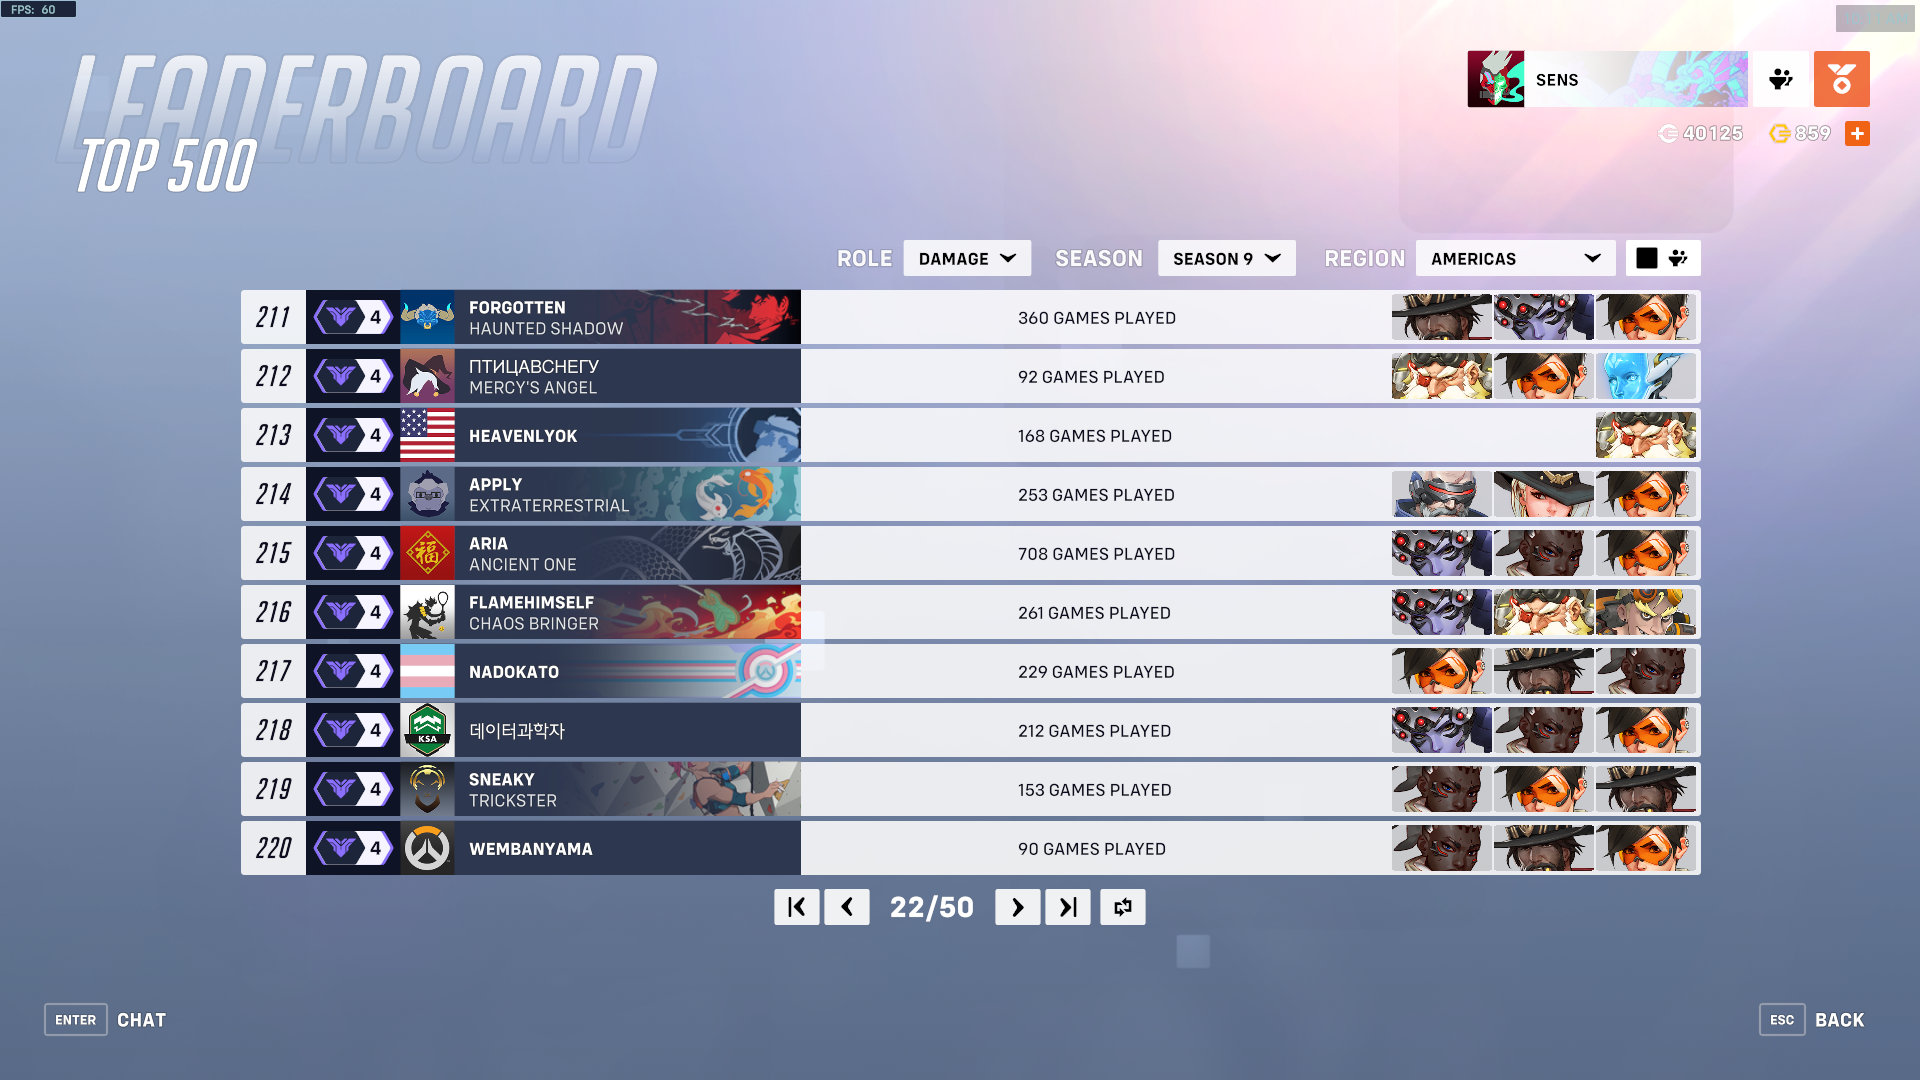 FPS: 60
LEADERBOARD
TOP 500
SENS
40125
859
ROLE
DAMAGE
SEASON
SEASON 9
REGION
AMERICAS
211
4
FORGOTTEN
HAUNTED SHADOW
360 GAMES PLAYED
212
4
ПТИЦАВСНЕГУ
MERCY'S ANGEL
92 GAMES PLAYED
213
4
HEAVENLYOK
168 GAMES PLAYED
214
4
APPLY
EXTRATERRESTRIAL
253 GAMES PLAYED
215
4
福
ARIA
ANCIENT ONE
708 GAMES PLAYED
216
4
FLAMEHIMSELF
CHAOS BRINGER
261 GAMES PLAYED
217
4
NADOKATO
229 GAMES PLAYED
218
4
KSA
데이터과학자
212 GAMES PLAYED
219
4
SNEAKY
TRICKSTER
153 GAMES PLAYED
220
4
WEMBANYAMA
90 GAMES PLAYED
22/50
ENTER
CHAT
ESC
BACK